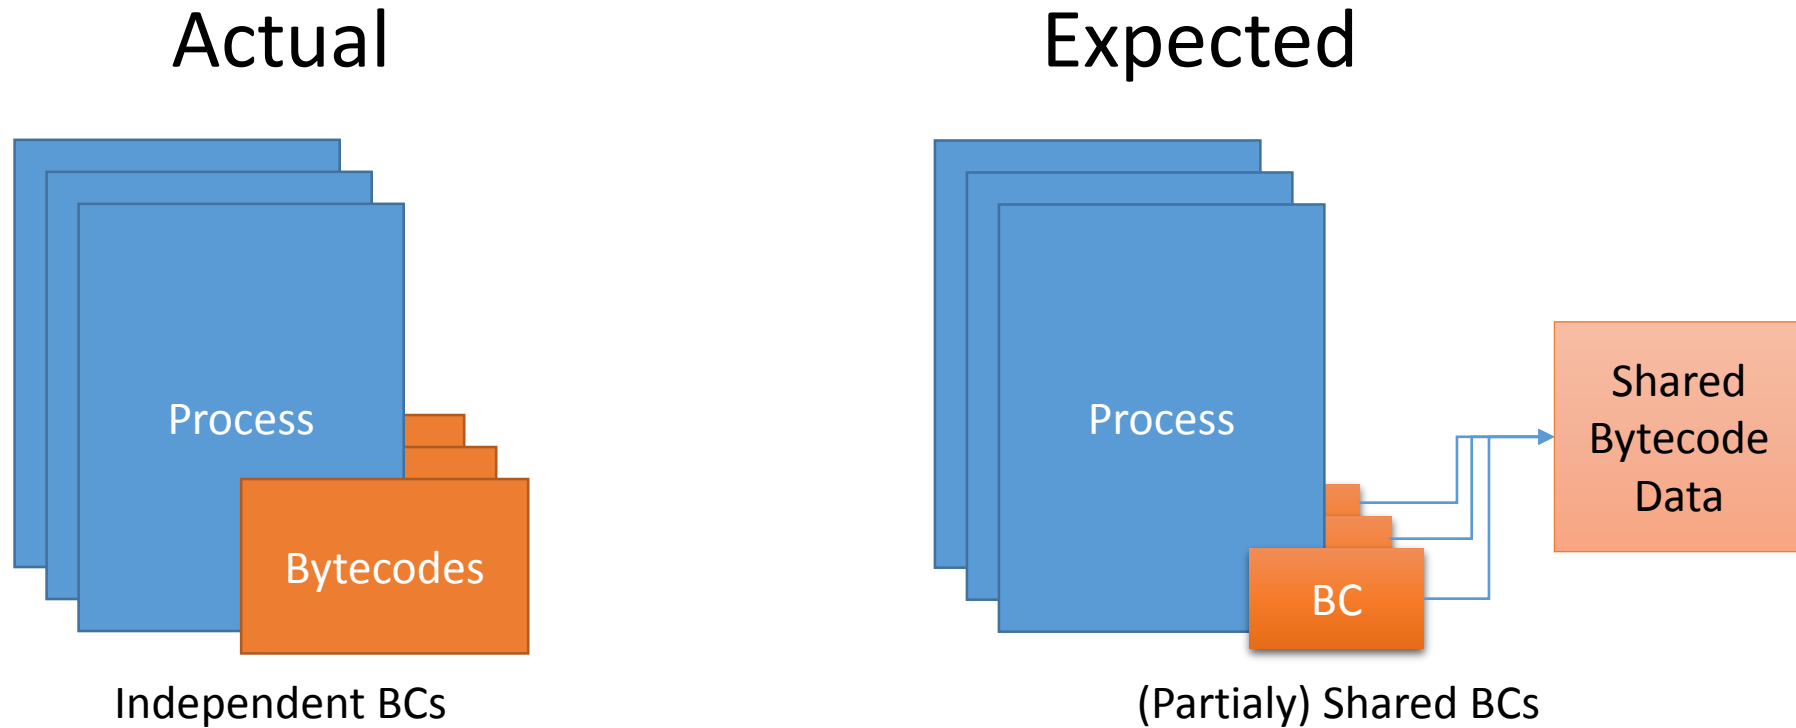 Actual
Expected
Process
Bytecodes
Independent BCs
Process
BC
Shared
Bytecode
Data
(Partialy) Shared BCs